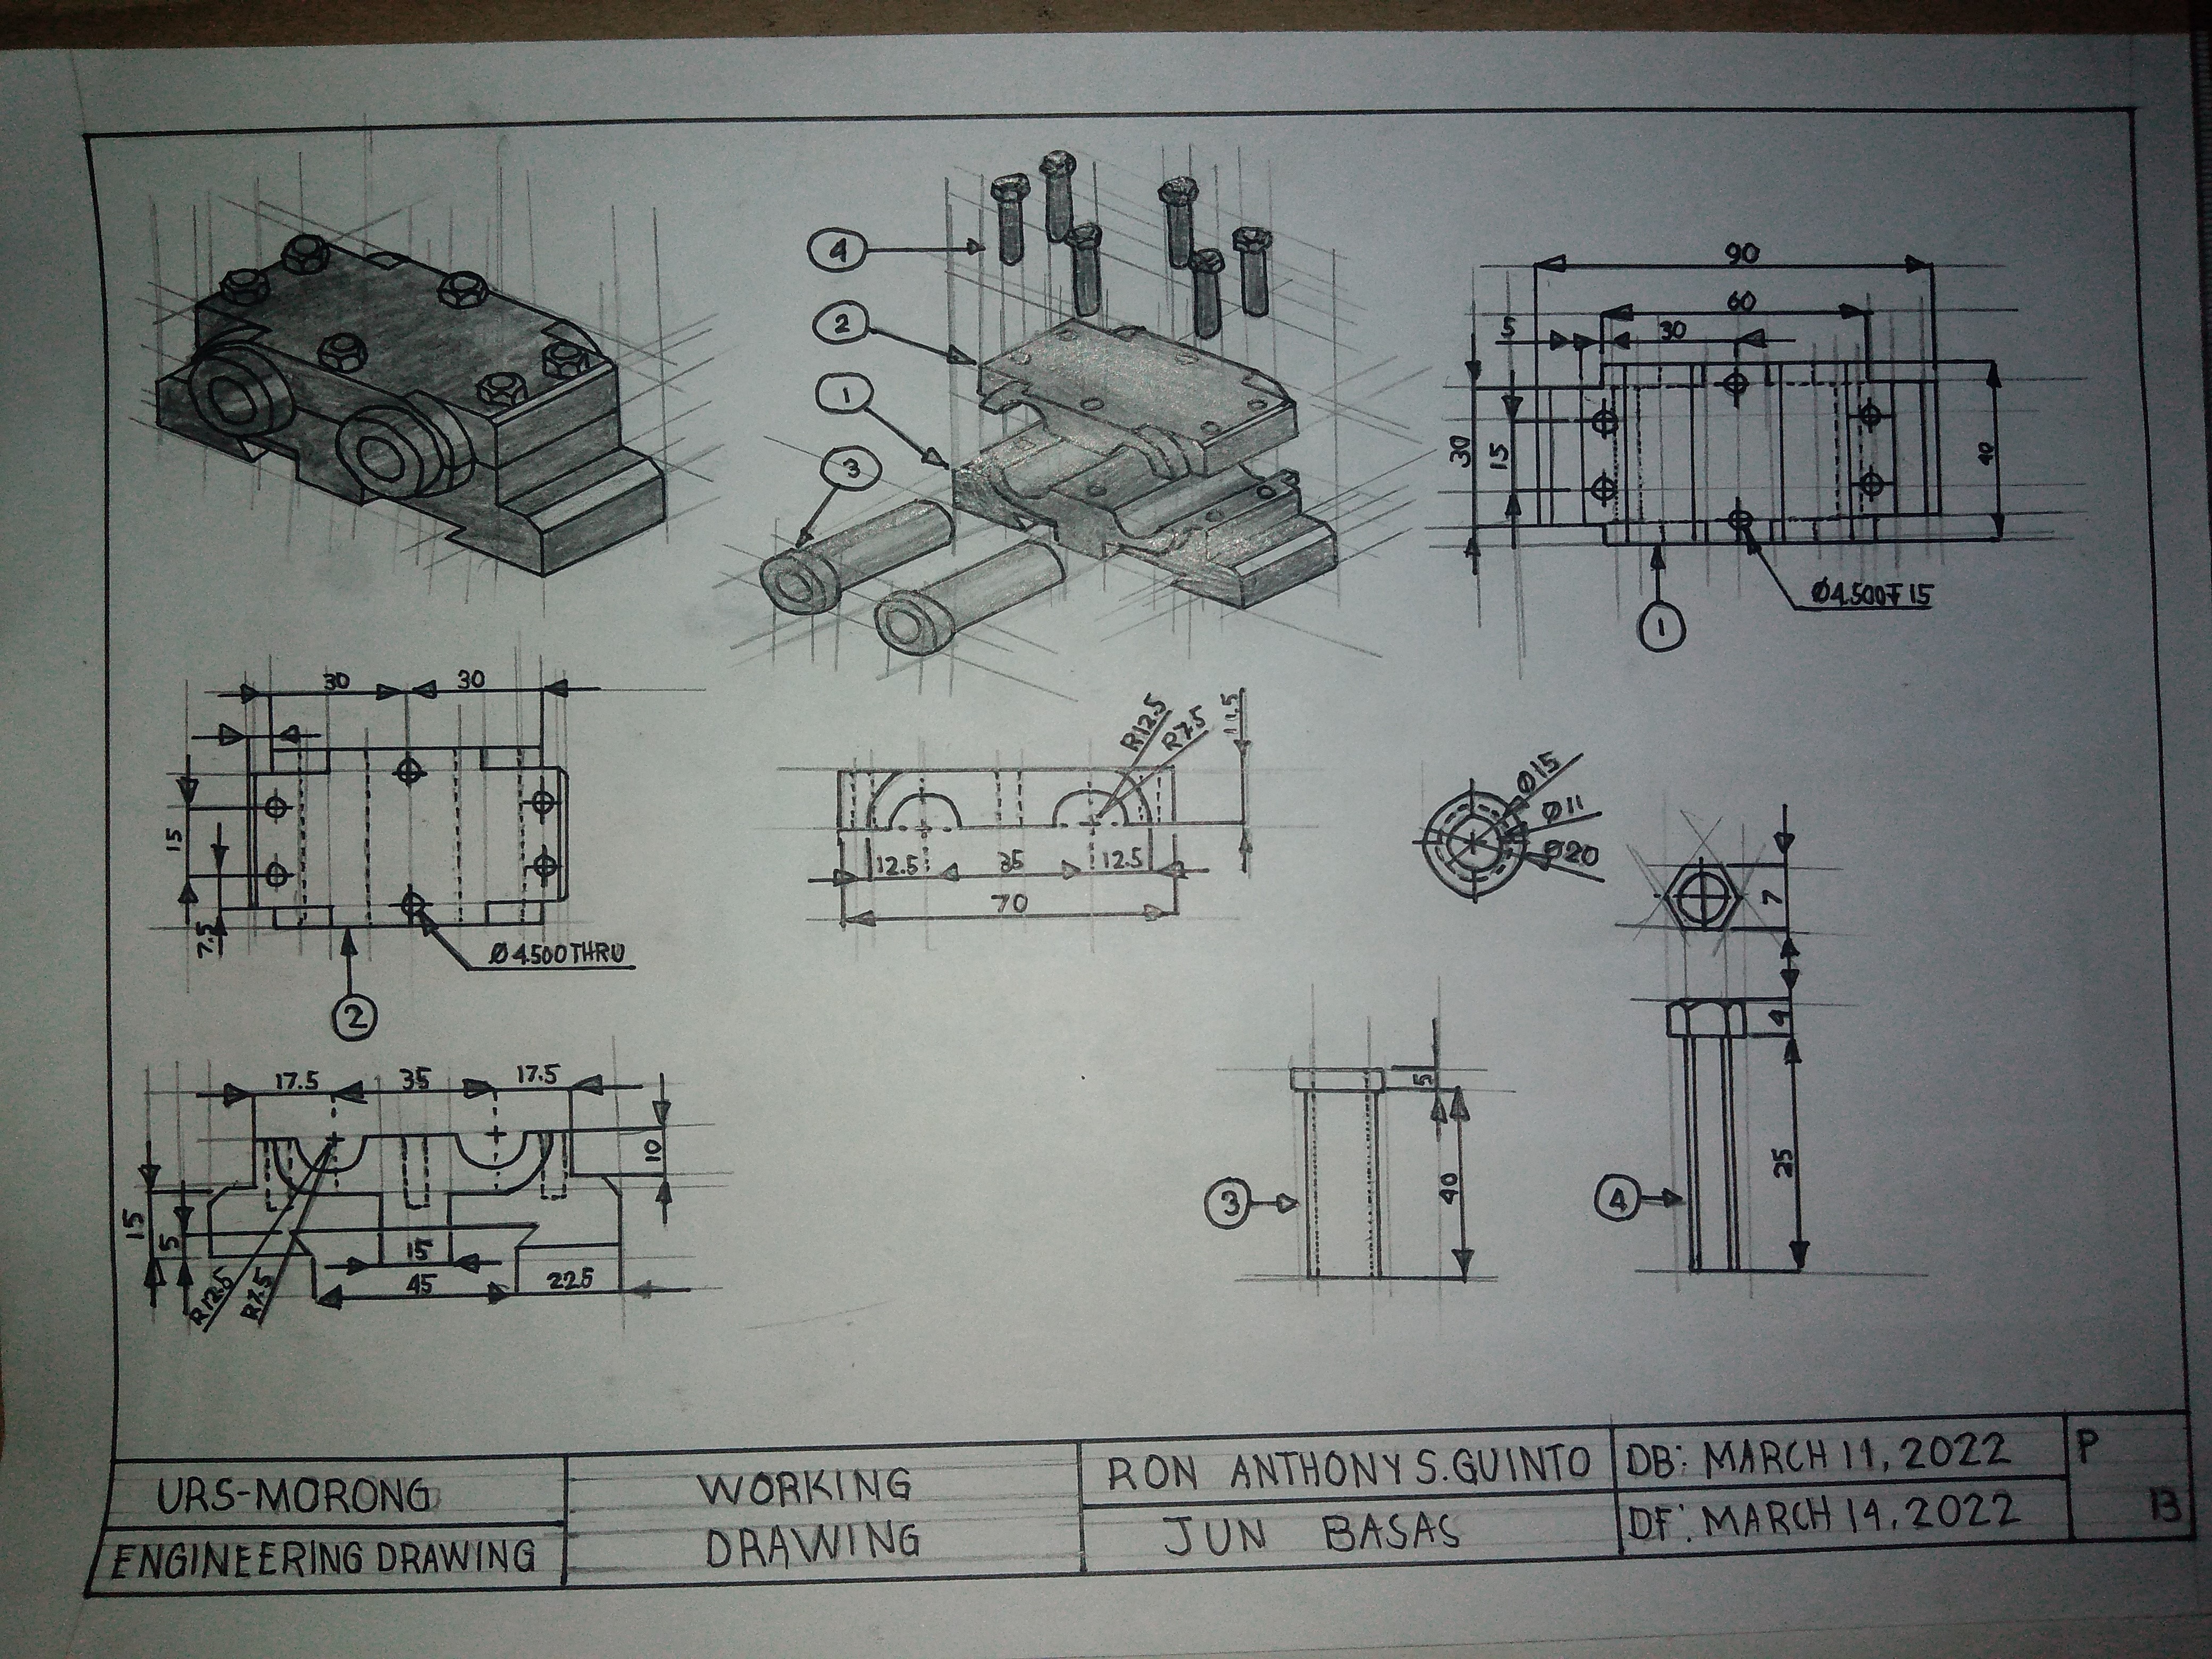 4
2
1
3
90
60
5
30
30
15
40
Ø4.500↧15
1
30
30
15
7.5
Ø4.500 THRU
2
R12.5
R7.5
11.5
12.5
35
12.5
70
Ø15
Ø11
Ø20
7
4
25
4
5
40
3
17.5
35
17.5
10
15
5
15
45
22.5
R12.5
R7.5
URS-MORONG
ENGINEERING DRAWING
WORKING
DRAWING
RON ANTHONY S. GUINTO
JUN BASAS
DB: MARCH 11, 2022
DF: MARCH 14, 2022
P
13